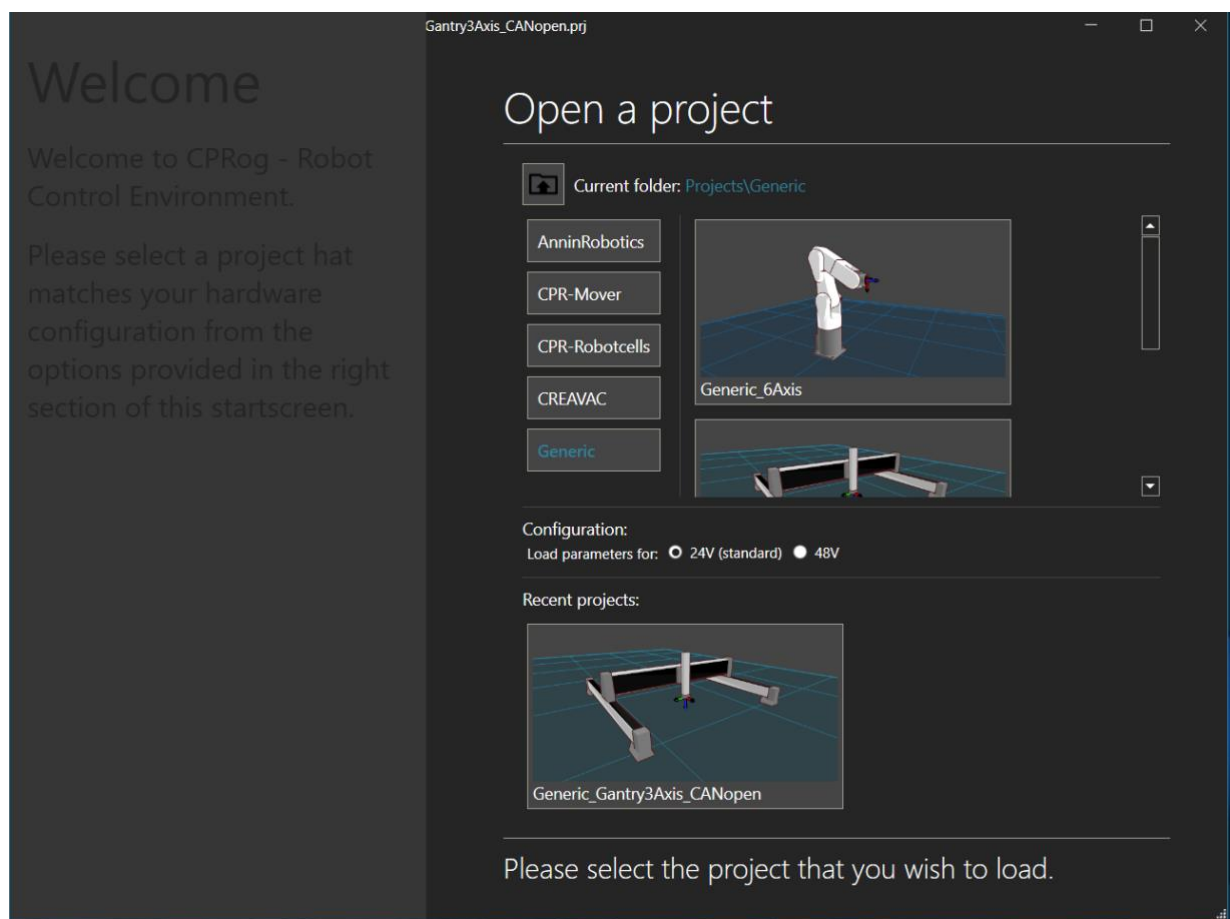 Gantry3Axis_CANopen.prj
Welcome
Welcome to CPRog - Robot
Control Environment.
Please select a project hat
matches your hardware
configuration from the
options provided in the right
section of this startscreen.
Open a project
Current folder: Projects\Generic
AnninRobotics
CPR-Mover
CPR-Robotcells
CREAVAC
Generic
Generic_6Axis
Configuration:
Load parameters for: 24V (standard) 48V
Recent projects:
Generic_Gantry3Axis_CANopen
Please select the project that you wish to load.